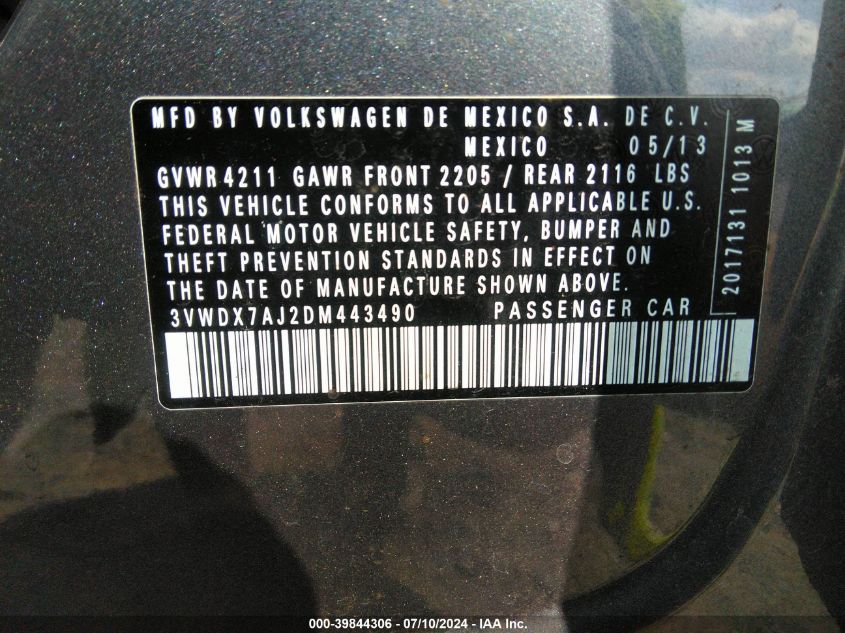 MFD BY VOLKSWAGEN DE MEXICO S.A. DE C.V.
MEXICO 05/13
GVWR 4211 GAWR FRONT 2205 / REAR 2116 LBS
THIS VEHICLE CONFORMS TO ALL APPLICABLE U.S.
FEDERAL MOTOR VEHICLE SAFETY, BUMPER AND
THEFT PREVENTION STANDARDS IN EFFECT ON
THE DATE OF MANUFACTURE SHOWN ABOVE.
3VWDX7AJ2DM443490 PASSENGER CAR
2017131 1013 M
000-39844306 - 07/10/2024 - IAA Inc.